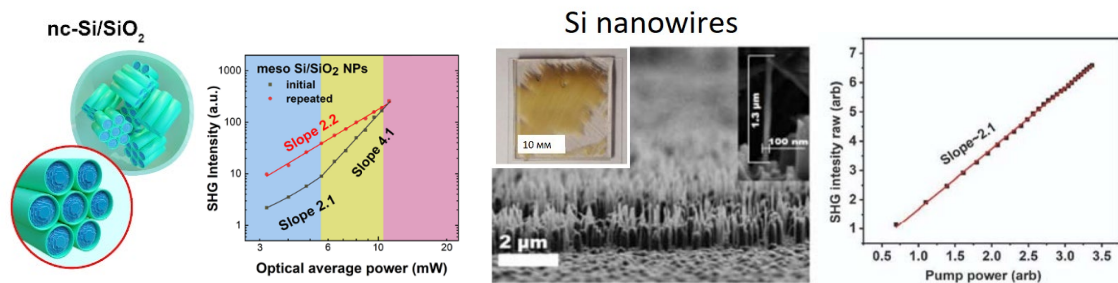 nc-Si/SiO₂
1000
100
10
1
3
6
10
20
SHG Intensity (a.u.)
Optical average power (mW)
meso Si/SiO₂ NPs
initial
repeated
Slope 2.2
Slope 4.1
Slope 2.1
Si nanowires
10 мм
1.3 µm
100 nm
2 µm
7
6
5
4
3
2
1
0.5
1.0
1.5
2.0
2.5
3.0
3.5
SHG intesity raw (arb)
Pump power (arb)
Slope~2.1